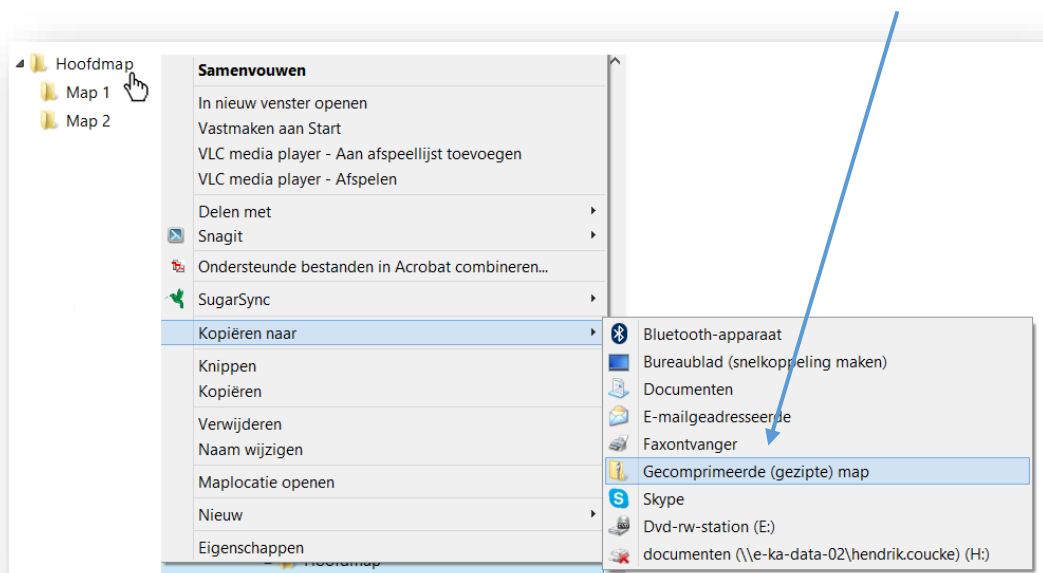 Hoofdmap
Map 1
Map 2
Samenvouwen
In nieuw venster openen
Vastmaken aan Start
VLC media player - Aan afspeellijst toevoegen
VLC media player - Afspelen
Delen met
Snagit
Ondersteunde bestanden in Acrobat combineren...
SugarSync
Kopiëren naar
Knippen
Kopiëren
Verwijderen
Naam wijzigen
Maplocatie openen
Nieuw
Eigenschappen
Hoofdmap
Bluetooth-apparaat
Bureaublad (snelkoppeling maken)
Documenten
E-mailgeadresseerde
Faxontvanger
Gecomprimeerde (gezipte) map
Skype
Dvd-rw-station (E:)
documenten (\\e-ka-data-02\hendrik.coucke) (H:)